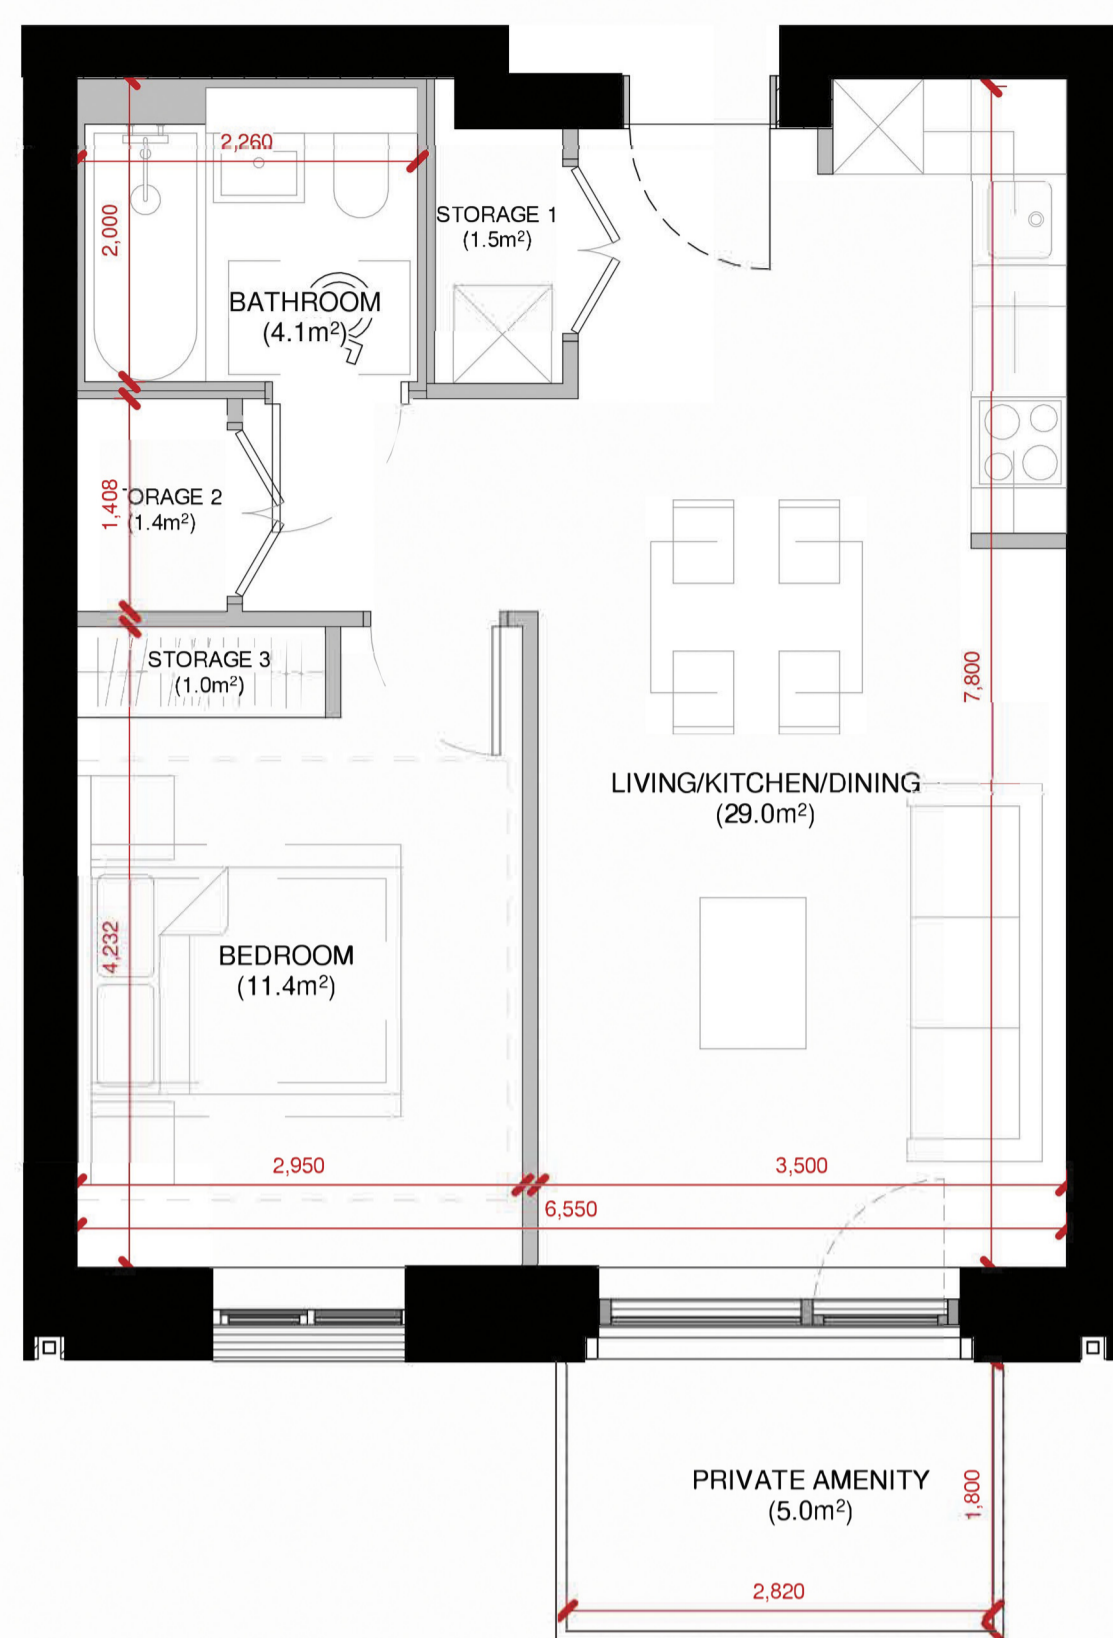 2,260
2,000
STORAGE 1
(1.5m²)
BATHROOM
(4.1m²)
1,408
TORAGE 2
(1.4m²)
STORAGE 3
(1.0m²)
7,800
LIVING/KITCHEN/DINING
(29.0m²)
4,232
BEDROOM
(11.4m²)
2,950
3,500
6,550
PRIVATE AMENITY
(5.0m²)
1,800
2,820